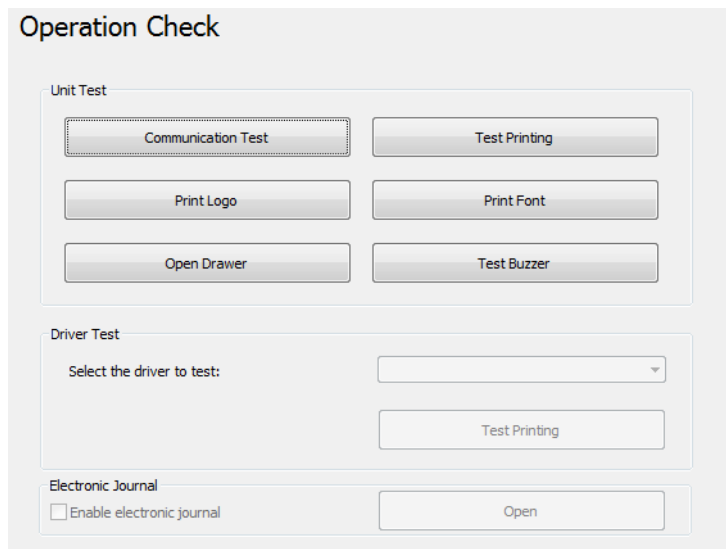 Operation Check
Unit Test
Communication Test
Test Printing
Print Logo
Print Font
Open Drawer
Test Buzzer
Driver Test
Select the driver to test:
Test Printing
Electronic Journal
Enable electronic journal
Open